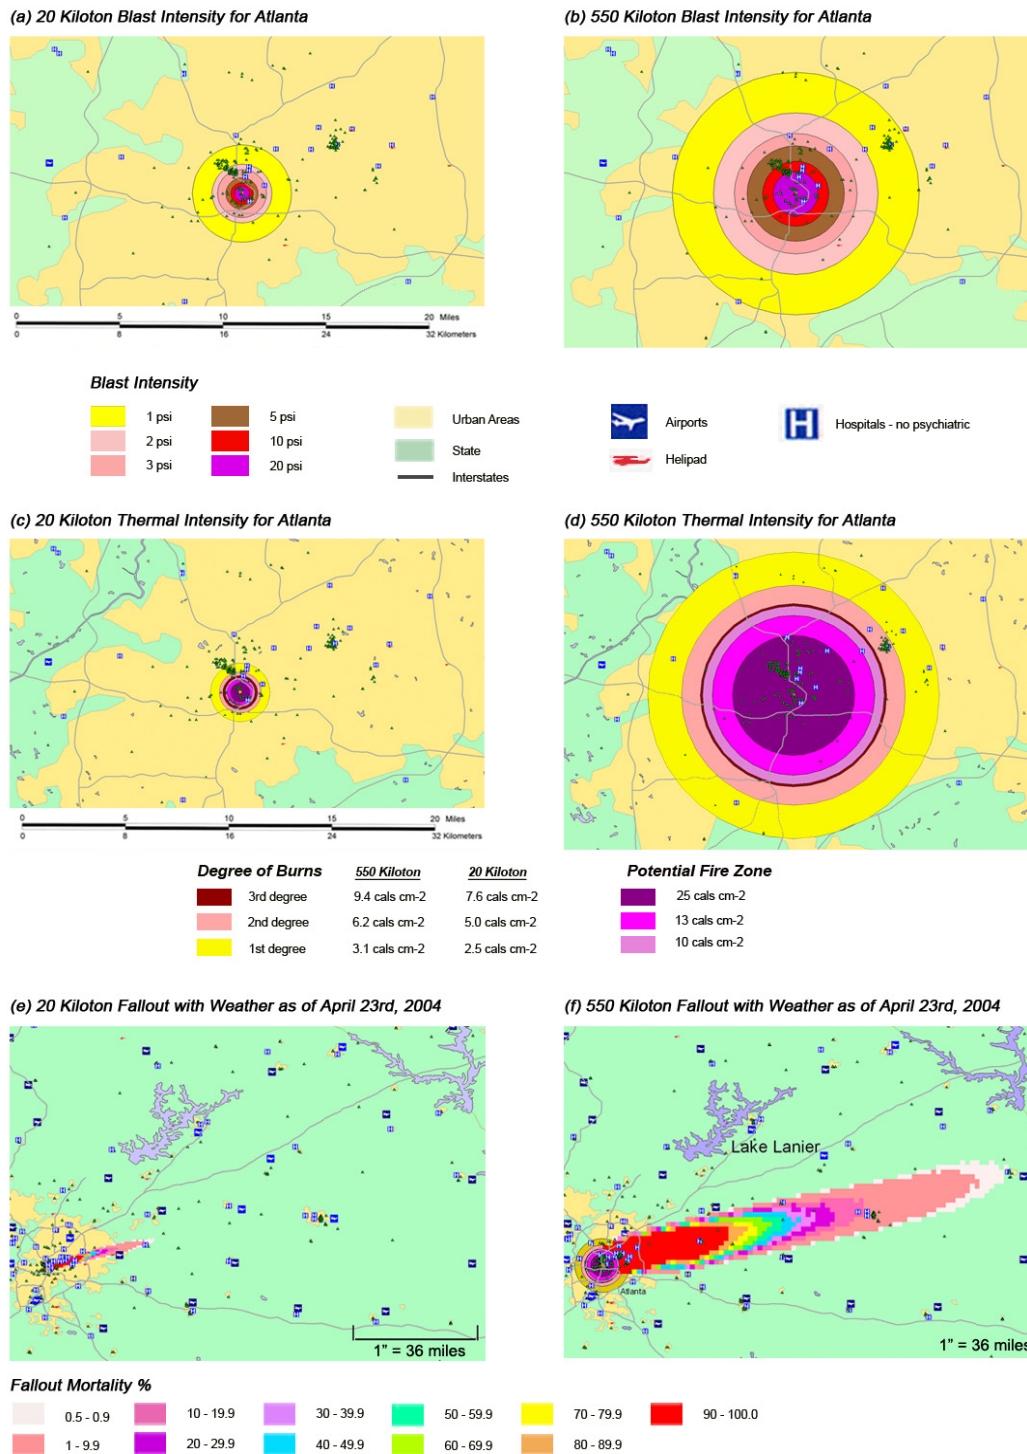 (a) 20 Kiloton Blast Intensity for Atlanta
(b) 550 Kiloton Blast Intensity for Atlanta
0 5 10 15 20 Miles
0 8 16 24 32 Kilometers
Blast Intensity
1 psi
5 psi
2 psi
10 psi
3 psi
20 psi
Urban Areas
State
Interstates
Airports
Helipad
H
Hospitals - no psychiatric
(c) 20 Kiloton Thermal Intensity for Atlanta
(d) 550 Kiloton Thermal Intensity for Atlanta
0 5 10 15 20 Miles
0 8 16 24 32 Kilometers
Degree of Burns 550 Kiloton 20 Kiloton
3rd degree 9.4 cals cm-2 7.6 cals cm-2
2nd degree 6.2 cals cm-2 5.0 cals cm-2
1st degree 3.1 cals cm-2 2.5 cals cm-2
Potential Fire Zone
25 cals cm-2
13 cals cm-2
10 cals cm-2
(e) 20 Kiloton Fallout with Weather as of April 23rd, 2004
(f) 550 Kiloton Fallout with Weather as of April 23rd, 2004
1" = 36 miles
Lake Lanier
Atlanta
1" = 36 miles
Fallout Mortality %
0.5 - 0.9
10 - 19.9
30 - 39.9
50 - 59.9
70 - 79.9
90 - 100.0
1 - 9.9
20 - 29.9
40 - 49.9
60 - 69.9
80 - 89.9